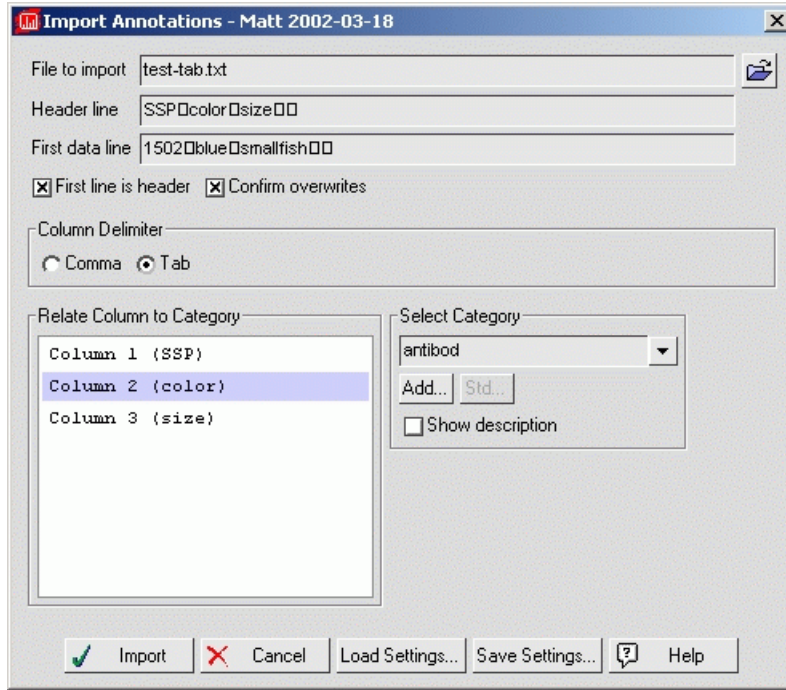 Import Annotations - Matt 2002-03-18
File to import test-tab.txt
Header line SSP▯color▯size▯▯
First data line 1502▯blue▯smallfish▯▯
First line is header Confirm overwrites
Column Delimiter
Comma Tab
Relate Column to Category
Column 1 (SSP)
Column 2 (color)
Column 3 (size)
Select Category
antibod
Add... Std...
Show description
Import Cancel Load Settings... Save Settings... Help